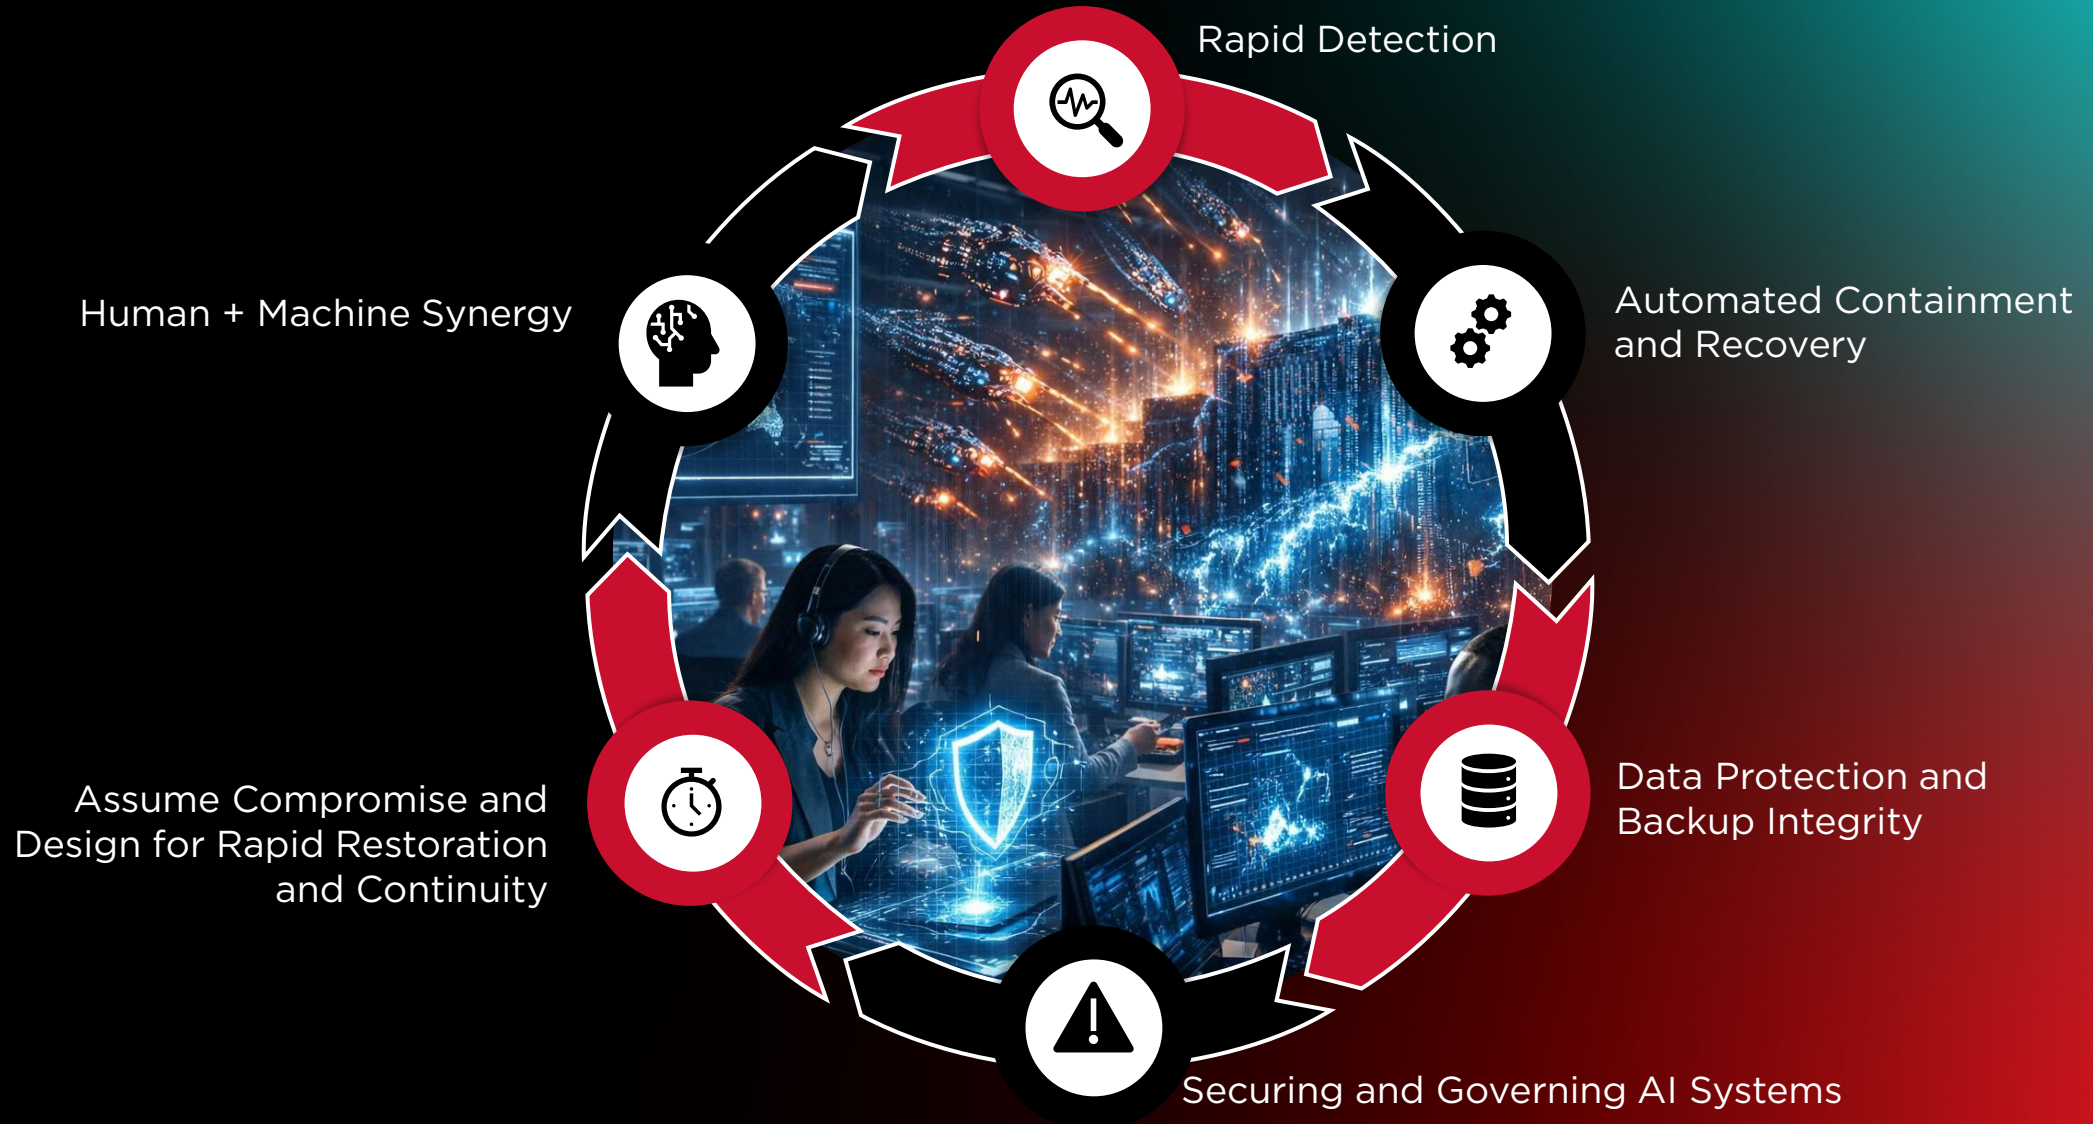 Rapid Detection
Automated Containment
and Recovery
Data Protection and
Backup Integrity
Securing and Governing AI Systems
Assume Compromise and
Design for Rapid Restoration
and Continuity
Human + Machine Synergy